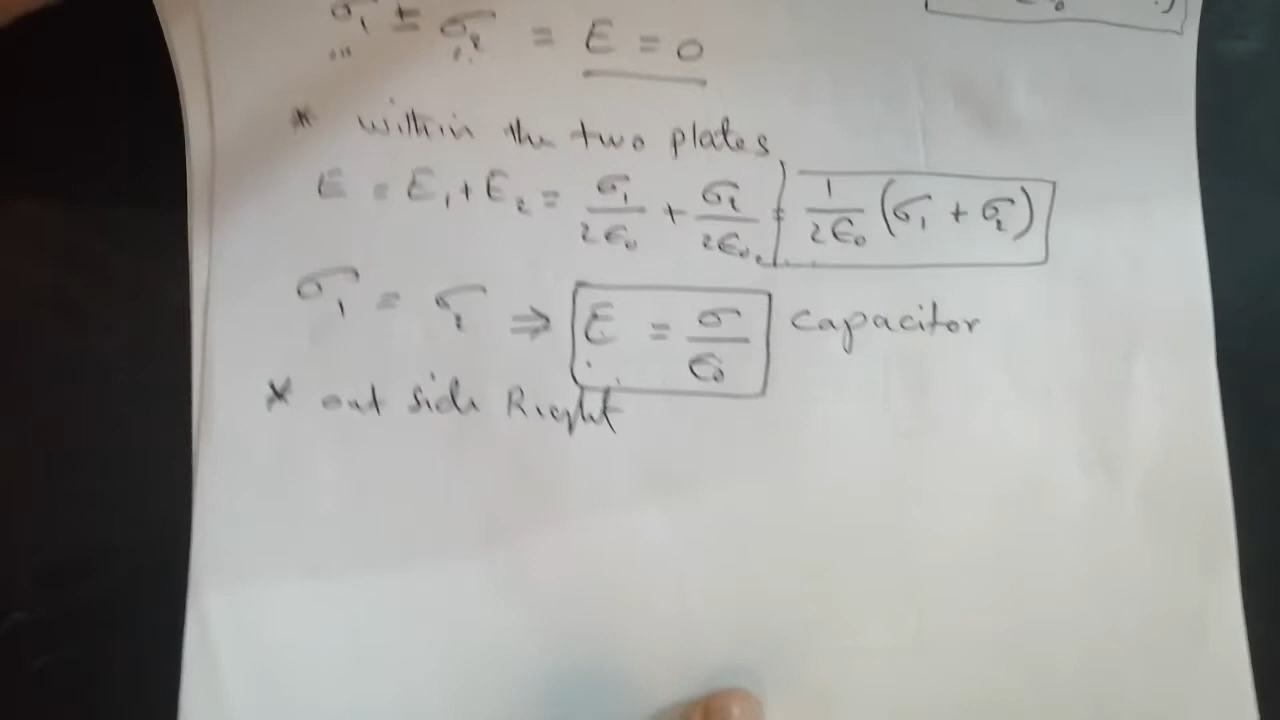 σ₁ ± σ₂ = E = 0
* within the two plates
E = E₁ + E₂ = σ₁/2ε₀ + σ₂/2ε₀ = 1/2ε₀ (σ₁ + σ₂)
σ₁ = σ₂ ⇒ E = σ/ε₀ capacitor
* out side Right